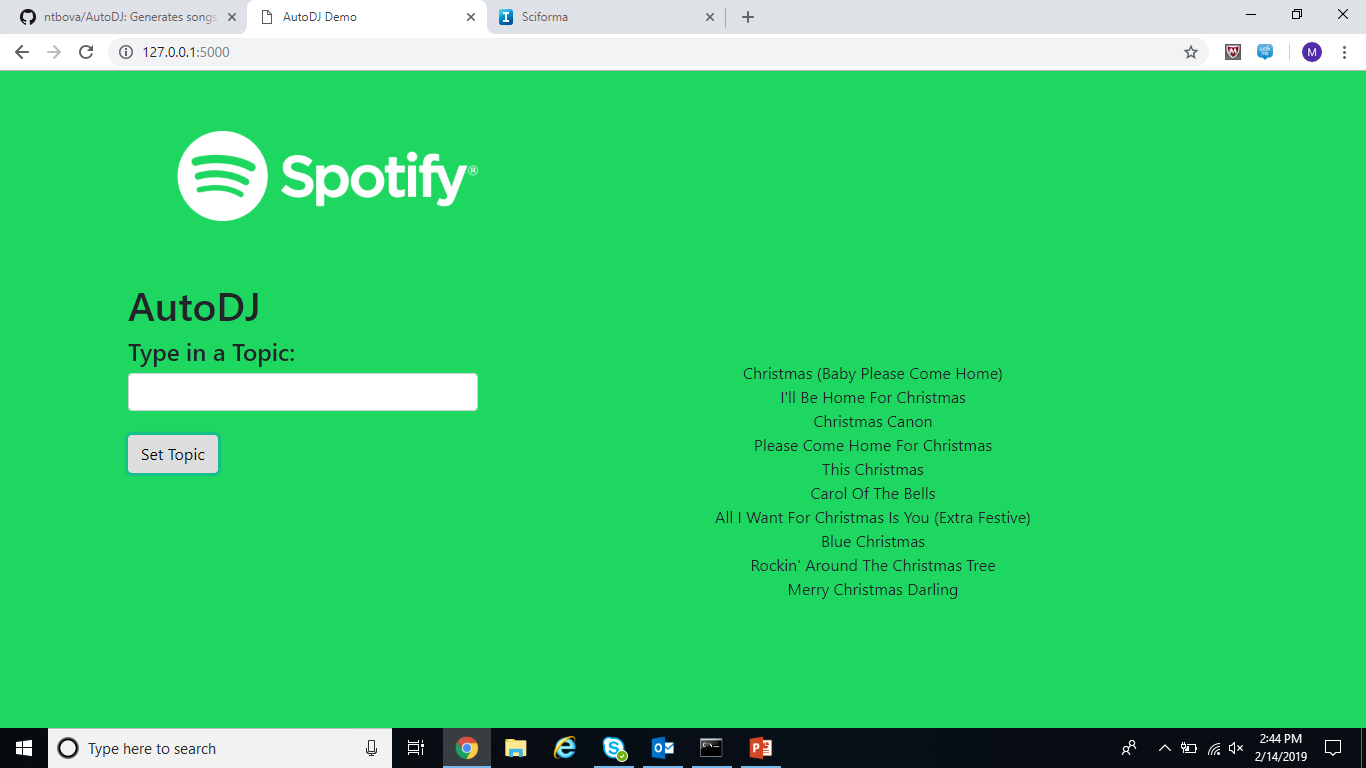 ntbova/AutoDJ: Generates songs
AutoDJ Demo
Sciforma
127.0.0.1:5000
M
Spotify®
AutoDJ
Type in a Topic:
Set Topic
Christmas (Baby Please Come Home)
I'll Be Home For Christmas
Christmas Canon
Please Come Home For Christmas
This Christmas
Carol Of The Bells
All I Want For Christmas Is You (Extra Festive)
Blue Christmas
Rockin' Around The Christmas Tree
Merry Christmas Darling
Type here to search
2:44 PM
2/14/2019